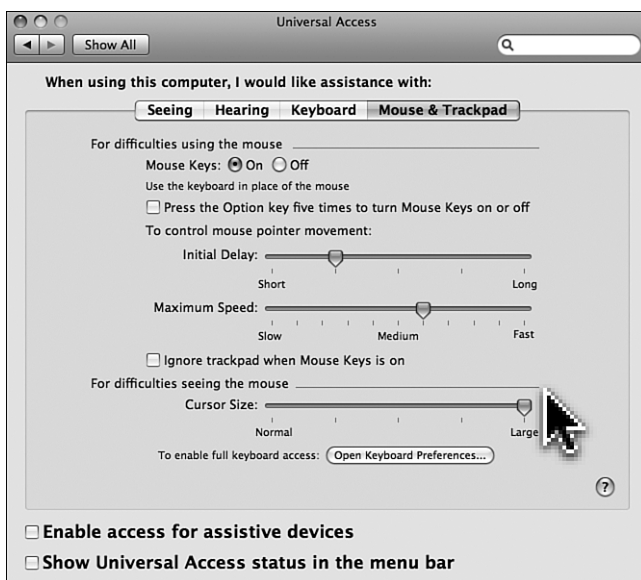 Universal Access
Show All
When using this computer, I would like assistance with:
Seeing Hearing Keyboard Mouse & Trackpad
For difficulties using the mouse
Mouse Keys: On Off
Use the keyboard in place of the mouse
Press the Option key five times to turn Mouse Keys on or off
To control mouse pointer movement:
Initial Delay:
Short Long
Maximum Speed:
Slow Medium Fast
Ignore trackpad when Mouse Keys is on
For difficulties seeing the mouse
Cursor Size:
Normal Large
To enable full keyboard access: Open Keyboard Preferences...
?
Enable access for assistive devices
Show Universal Access status in the menu bar